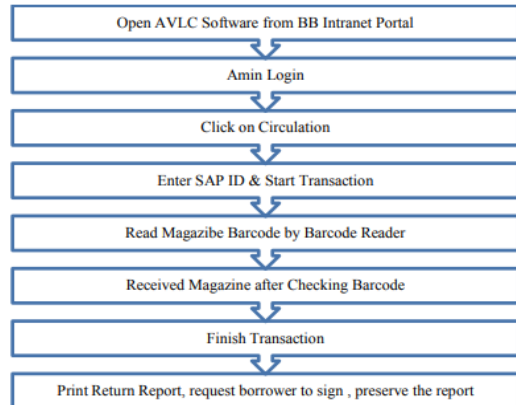 Open AVLC Software from BB Intranet Portal
Amin Login
Click on Circulation
Enter SAP ID & Start Transaction
Read Magazibe Barcode by Barcode Reader
Received Magazine after Checking Barcode
Finish Transaction
Print Return Report, request borrower to sign , preserve the report